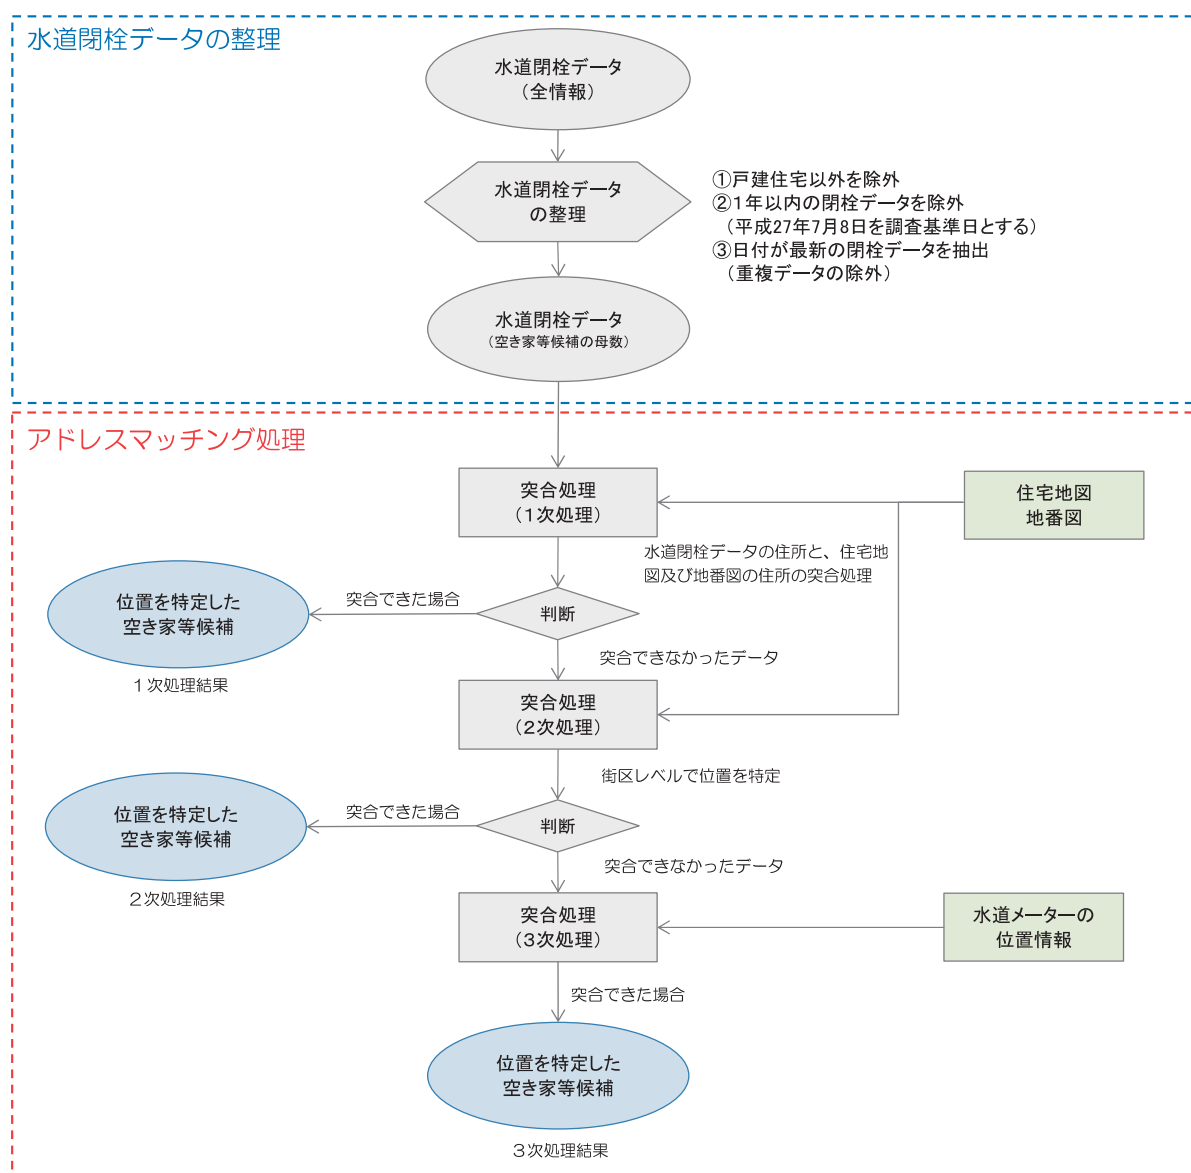 水道閉栓データの整理
水道閉栓データ
（全情報）
水道閉栓データ
の整理
①戸建住宅以外を除外
②１年以内の閉栓データを除外
（平成27年7月8日を調査基準日とする）
③日付が最新の閉栓データを抽出
（重複データの除外）
水道閉栓データ
（空き家等候補の母数）
アドレスマッチング処理
突合処理
（１次処理）
住宅地図
地番図
水道閉栓データの住所と、住宅地
図及び地番図の住所の突合処理
判断
突合できた場合
位置を特定した
空き家等候補
１次処理結果
突合できなかったデータ
突合処理
（２次処理）
街区レベルで位置を特定
判断
突合できた場合
位置を特定した
空き家等候補
２次処理結果
突合できなかったデータ
突合処理
（３次処理）
水道メーターの
位置情報
突合できた場合
位置を特定した
空き家等候補
３次処理結果